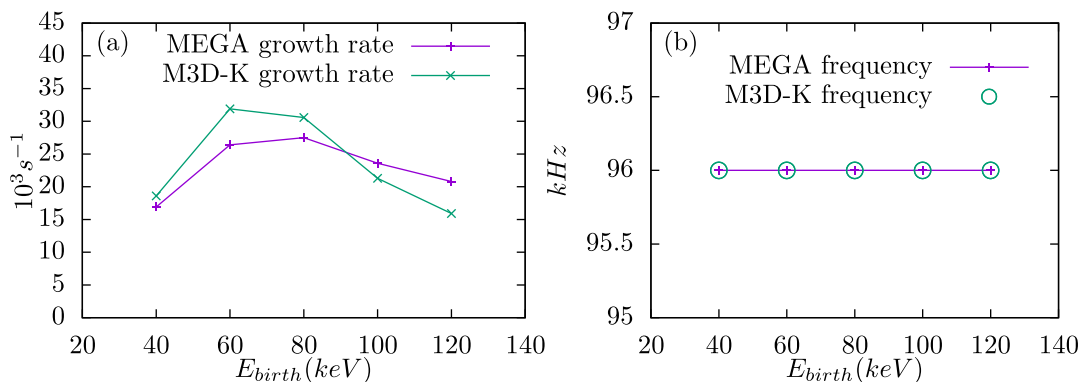 (a)
MEGA growth rate
M3D-K growth rate
45
40
35
30
25
20
15
10
5
0
10³s⁻¹
20 40 60 80 100 120 140
E_birth(keV)
(b)
MEGA frequency
M3D-K frequency
97
96.5
96
95.5
95
kHz
20 40 60 80 100 120 140
E_birth(keV)